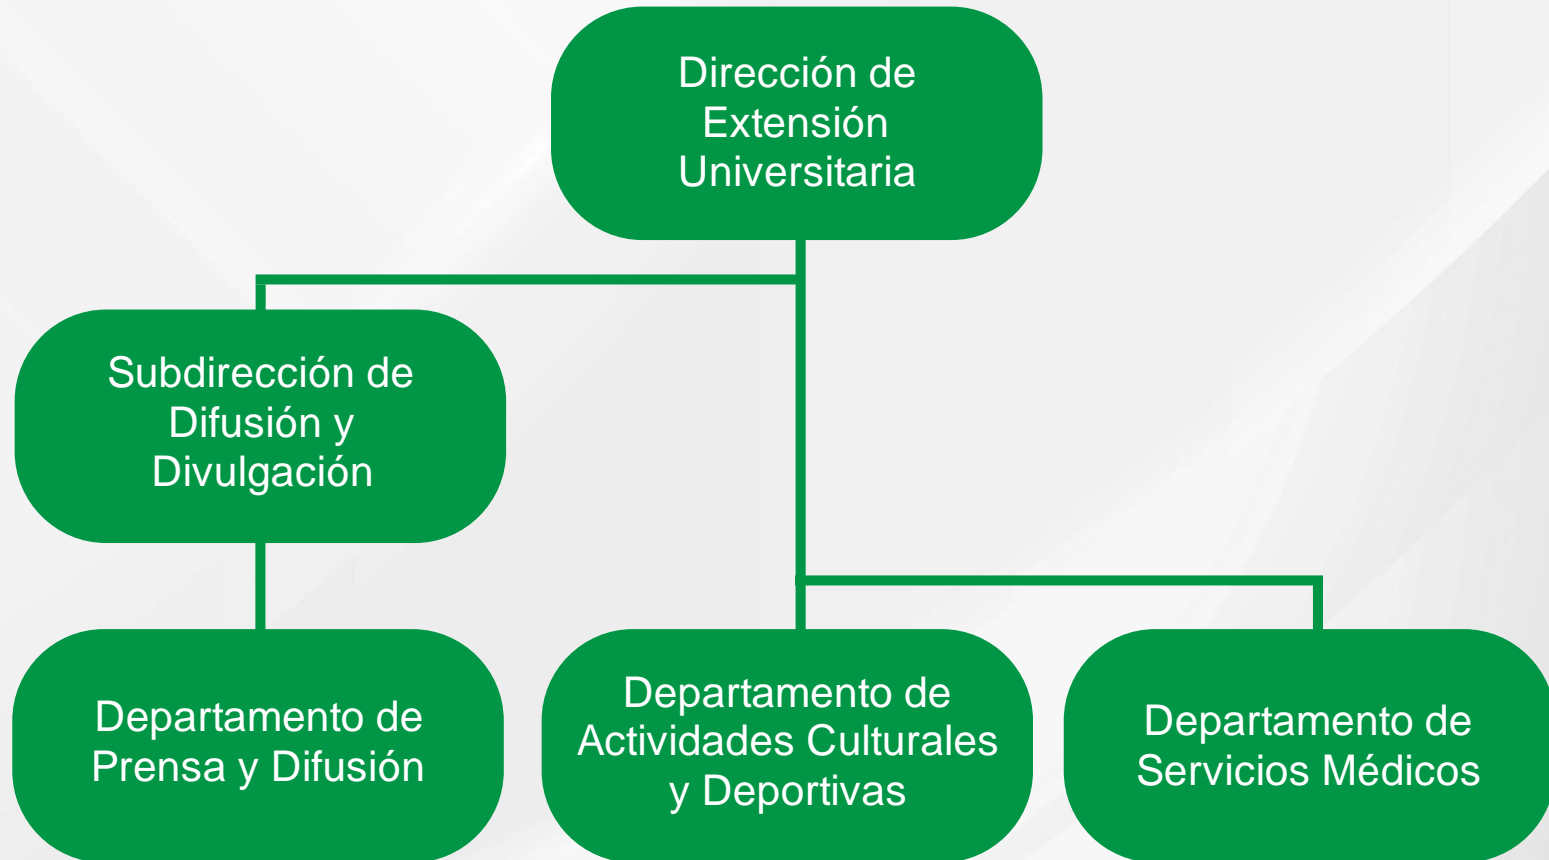 Dirección de
Extensión
Universitaria
Subdirección de
Difusión y
Divulgación
Departamento de
Prensa y Difusión
Departamento de
Actividades Culturales
y Deportivas
Departamento de
Servicios Médicos